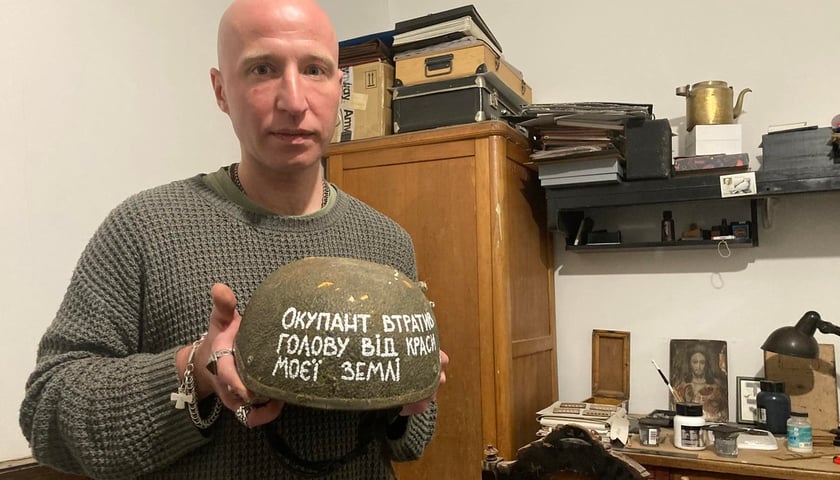 ОКУПАНТ ВТРАТИВ
ГОЛОВУ ВІД КРАСИ
МОЄЇ ЗЕМЛІ